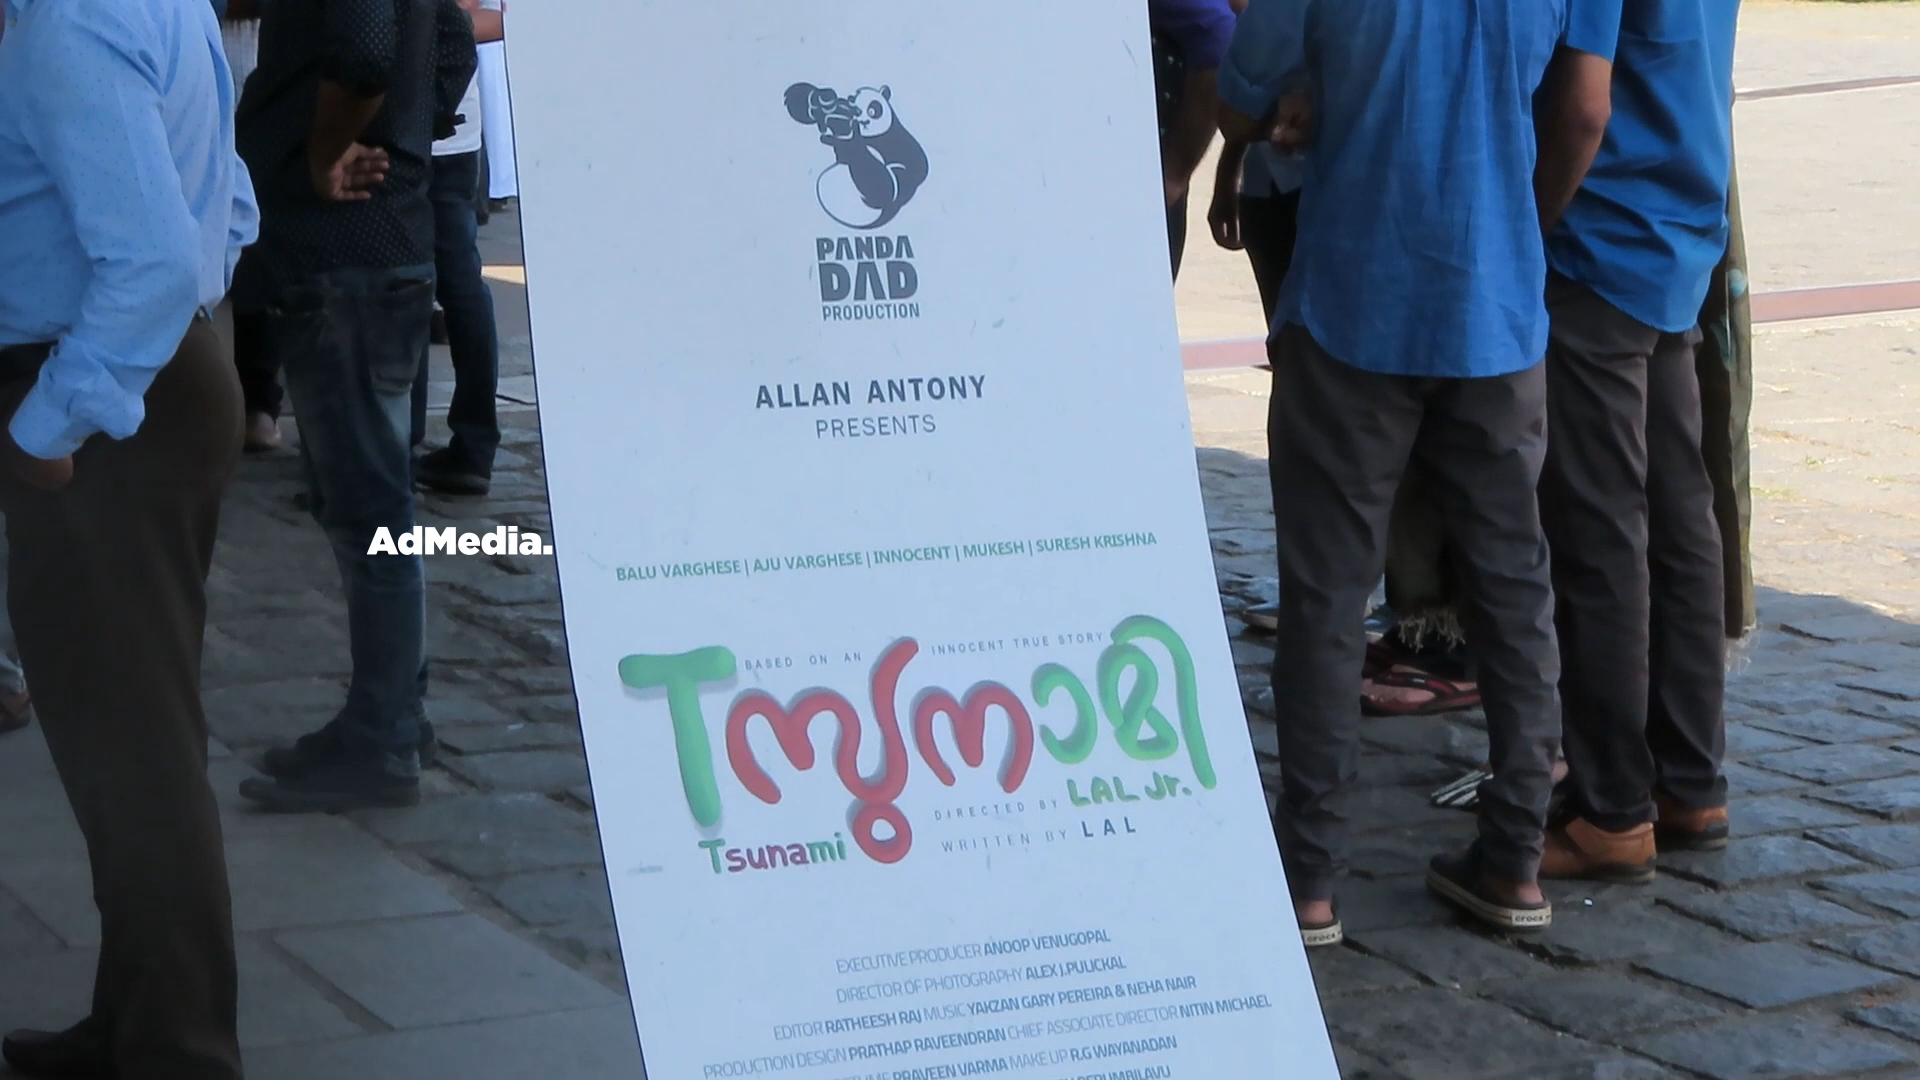 PANDA
DAD
PRODUCTION
ALLAN ANTONY
PRESENTS
AdMedia.
BALU VARGHESE | AJU VARGHESE | INNOCENT | MUKESH | SURESH KRISHNA
BASED ON AN INNOCENT TRUE STORY
Tസുനാമി
Tsunami
DIRECTED BY LAL Jr.
WRITTEN BY LAL
EXECUTIVE PRODUCER ANOOP VENUGOPAL
DIRECTOR OF PHOTOGRAPHY ALEX J.PULICKAL
EDITOR RATHEESH RAJ MUSIC YAKZAN GARY PEREIRA & NEHA NAIR
PRODUCTION DESIGN PRATHAP RAVEENDRAN CHIEF ASSOCIATE DIRECTOR NITIN MICHAEL
PRAVEEN VARMA MAKE UP R.G WAYANADAN
crocs
crocs